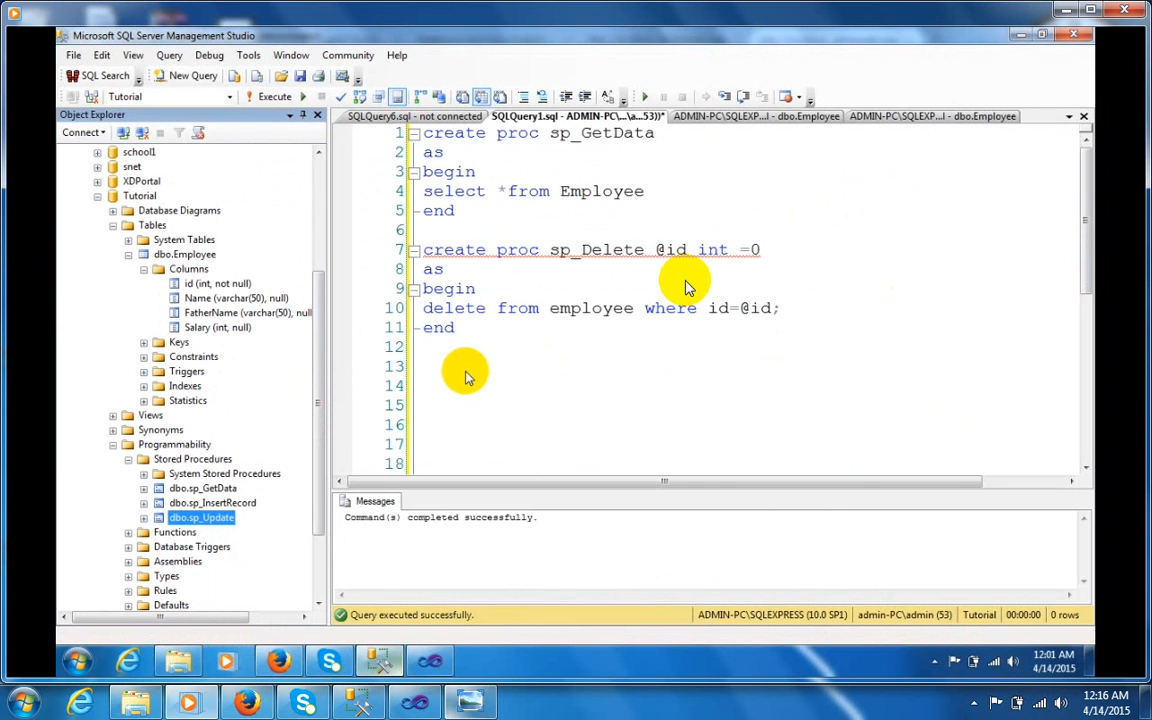 Microsoft SQL Server Management Studio
File Edit View Query Debug Tools Window Community Help
SQL Search New Query
Tutorial Execute
Object Explorer
SQLQuery6.sql - not connected SQLQuery1.sql - ADMIN-PC\...\a...53))* ADMIN-PC\SQLEXP...l - dbo.Employee ADMIN-PC\SQLEXP...l - dbo.Employee
Connect
school1
snet
XDPortal
Tutorial
Database Diagrams
Tables
System Tables
dbo.Employee
Columns
id (int, not null)
Name (varchar(50), null)
FatherName (varchar(50), null
Salary (int, null)
Keys
Constraints
Triggers
Indexes
Statistics
Views
Synonyms
Programmability
Stored Procedures
System Stored Procedures
dbo.sp_GetData
dbo.sp_InsertRecord
dbo.sp_Update
Functions
Database Triggers
Assemblies
Types
Rules
Defaults
1 create proc sp_GetData
2 as
3 begin
4 select *from Employee
5 end
6
7 create proc sp_Delete @id int =0
8 as
9 begin
10 delete from employee where id=@id;
11 end
12
13
14
15
16
17
18
Messages
Command(s) completed successfully.
Query executed successfully. ADMIN-PC\SQLEXPRESS (10.0 SP1) admin-PC\admin (53) Tutorial 00:00:00 0 rows
12:01 AM
4/14/2015
12:16 AM
4/14/2015